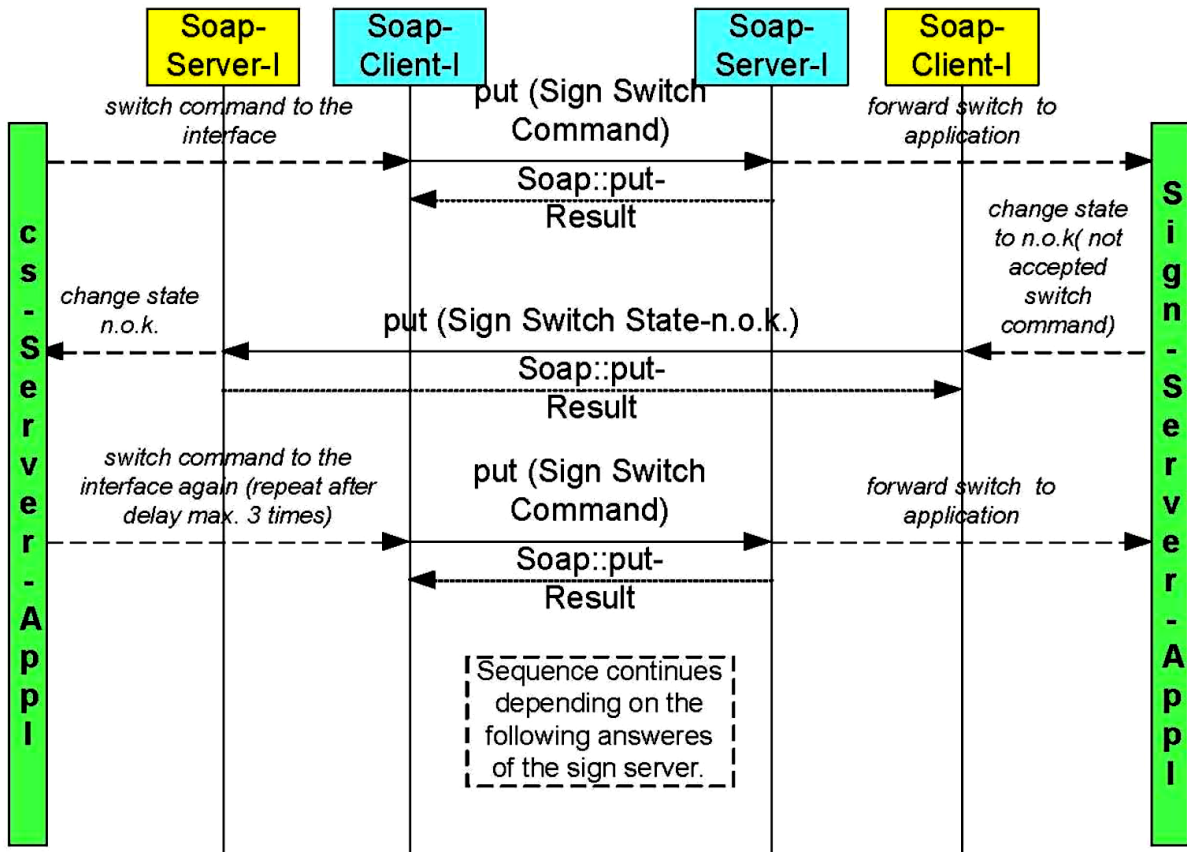 Soap-
Server-I
Soap-
Client-I
Soap-
Server-I
Soap-
Client-I
switch command to the
interface
put (Sign Switch
Command)
forward switch to
application
Soap::put-
Result
change state
to n.o.k( not
accepted
switch
command)
change state
n.o.k.
put (Sign Switch State-n.o.k.)
Soap::put-
Result
switch command to the
interface again (repeat after
delay max. 3 times)
put (Sign Switch
Command)
forward switch to
application
Soap::put-
Result
Sequence continues
depending on the
following answeres
of the sign server.
cs-Server-Appl
Sign-Server-Appl